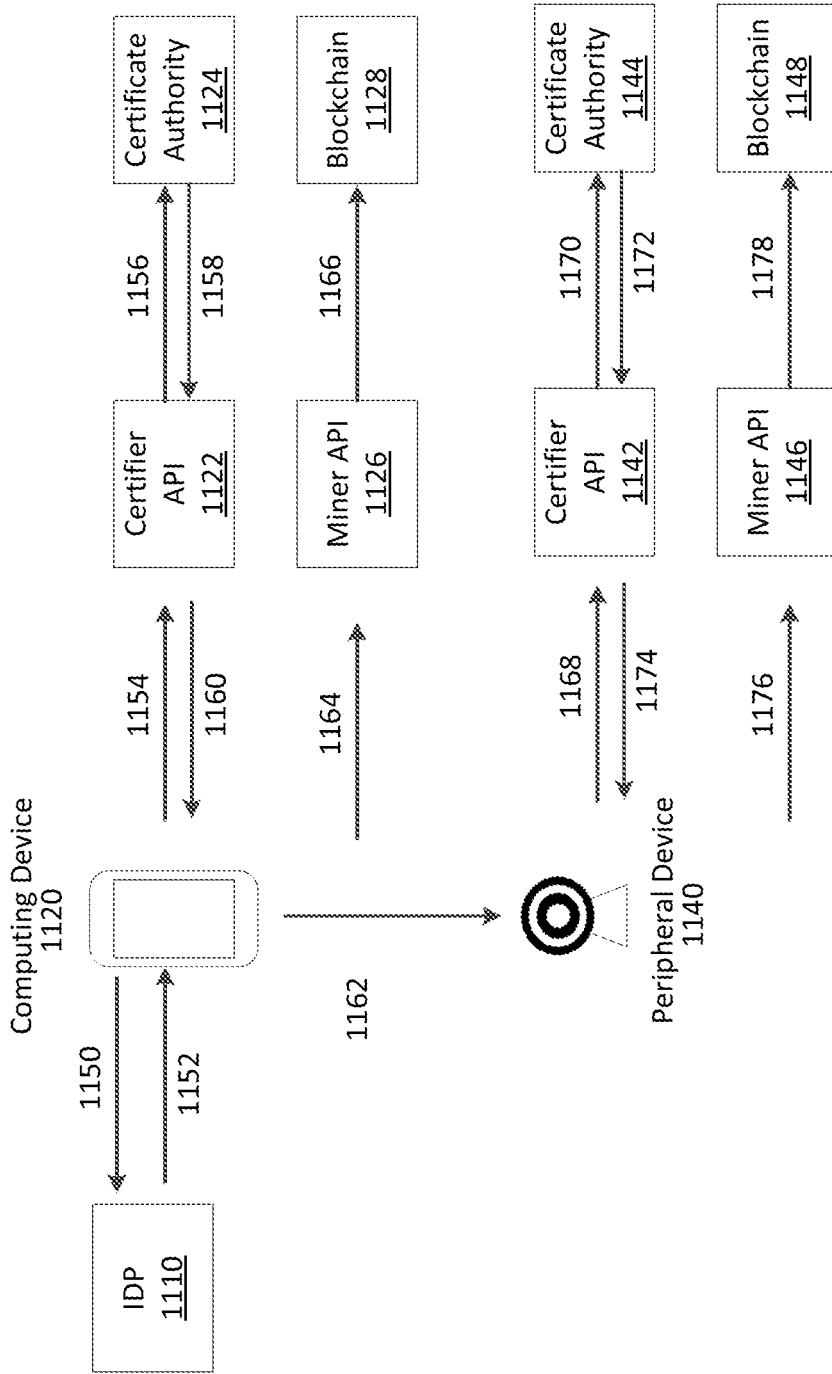 IDP
1110
1150
1152
Computing Device
1120
1154
1160
Certifier
API
1122
1156
1158
Certificate
Authority
1124
1164
Miner API
1126
1166
Blockchain
1128
1162
Peripheral Device
1140
1168
1174
Certifier
API
1142
1170
1172
Certificate
Authority
1144
1176
Miner API
1146
1178
Blockchain
1148